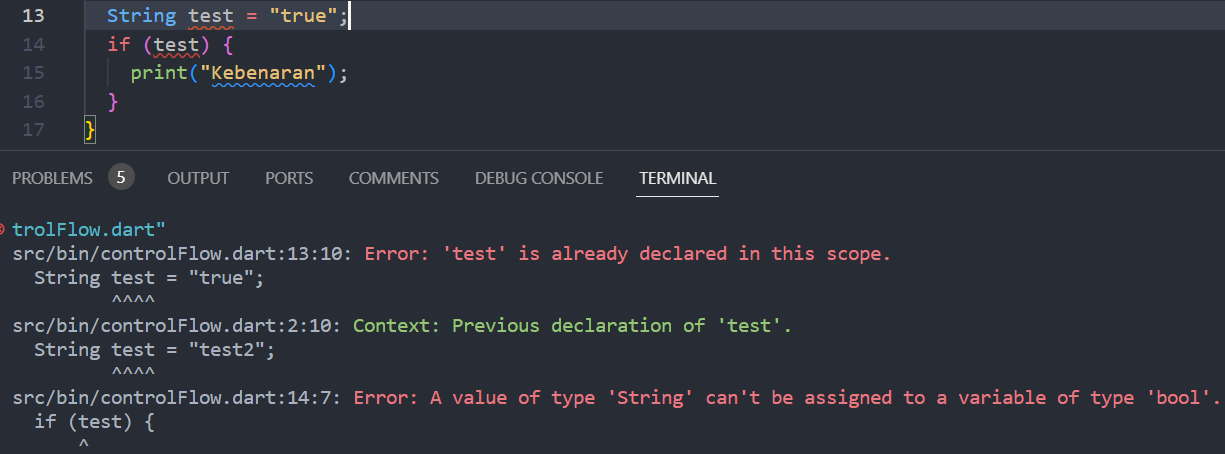 13 String test = "true";
14 if (test) {
15 print("Kebenaran");
16 }
17 }
PROBLEMS 5 OUTPUT PORTS COMMENTS DEBUG CONSOLE TERMINAL
trolFlow.dart"
src/bin/controlFlow.dart:13:10: Error: 'test' is already declared in this scope.
String test = "true";
^^^^
src/bin/controlFlow.dart:2:10: Context: Previous declaration of 'test'.
String test = "test2";
^^^^
src/bin/controlFlow.dart:14:7: Error: A value of type 'String' can't be assigned to a variable of type 'bool'.
if (test) {
^